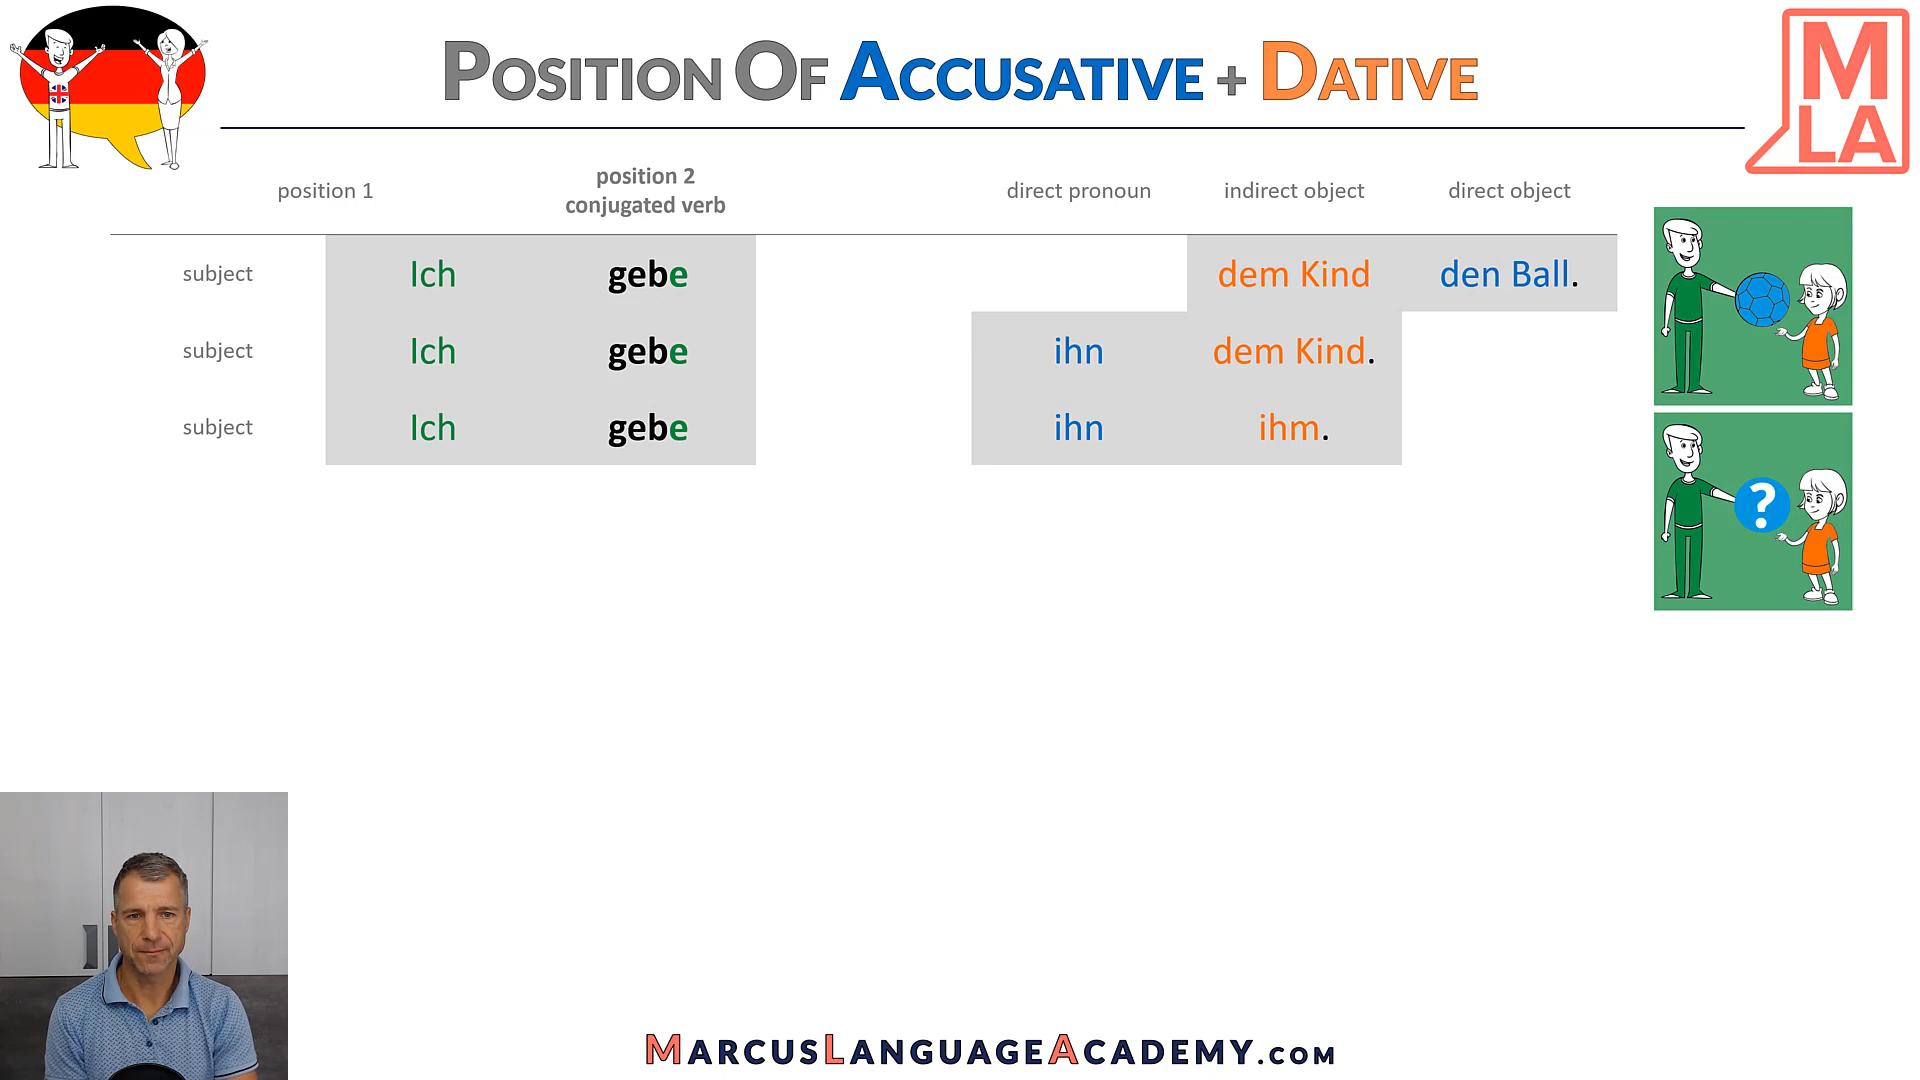 POSITION OF ACCUSATIVE + DATIVE
M
LA
position 1
position 2
conjugated verb
direct pronoun
indirect object
direct object
subject Ich gebe dem Kind den Ball.
subject Ich gebe ihn dem Kind.
subject Ich gebe ihn ihm.
?
MARCUSLANGUAGEACADEMY.COM